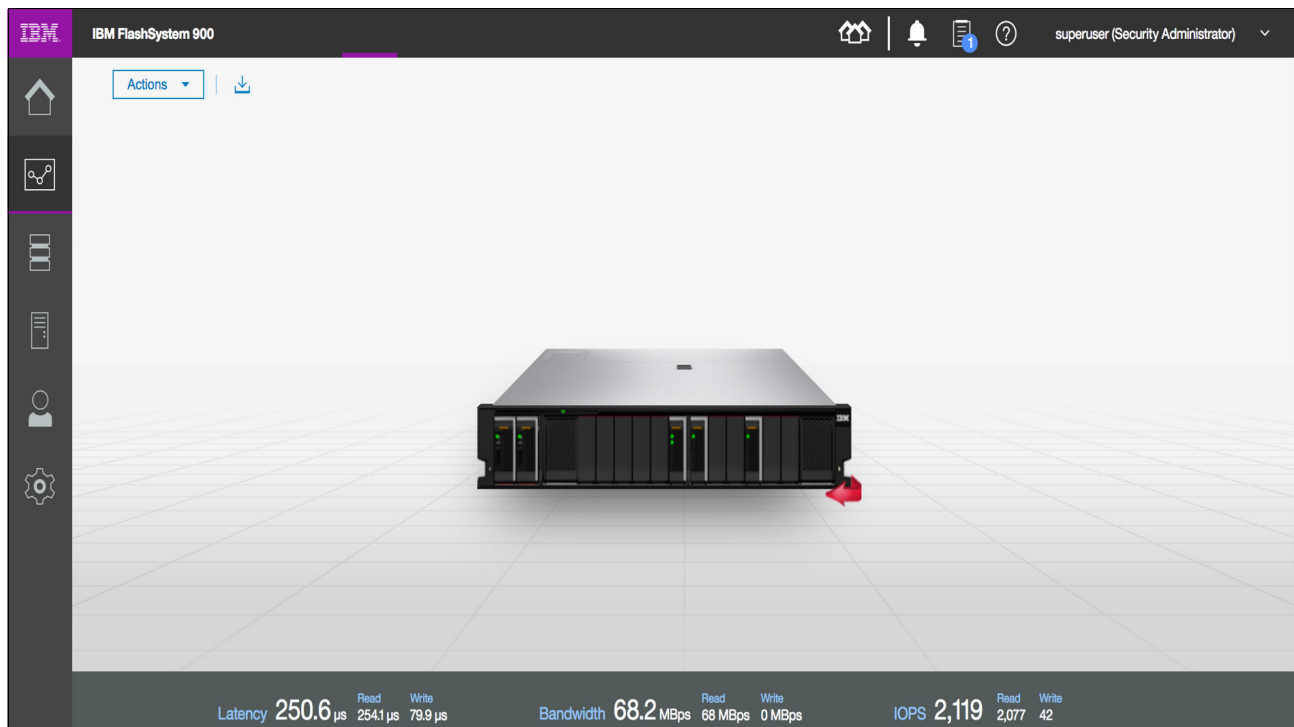 IBM
IBM FlashSystem 900
1
?
superuser (Security Administrator)
Actions
IBM
Latency 250.6 µs Read 254.1 µs Write 79.9 µs
Bandwidth 68.2 MBps Read 68 MBps Write 0 MBps
IOPS 2,119 Read 2,077 Write 42